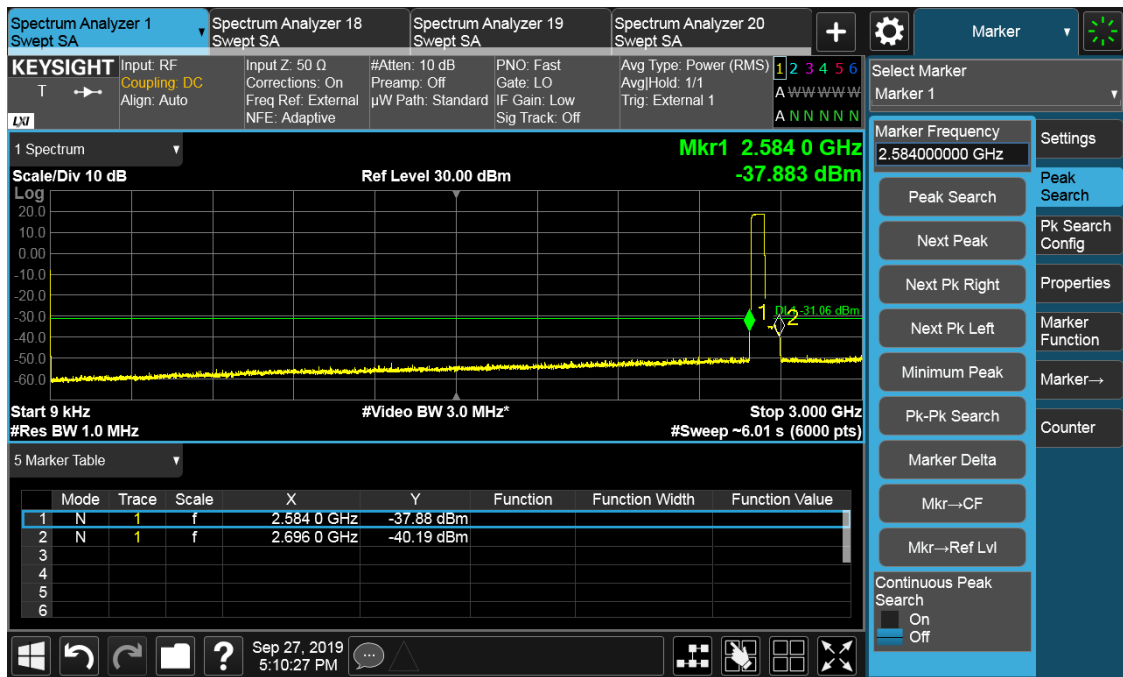 Spectrum Analyzer 1
Swept SA
Spectrum Analyzer 18
Swept SA
Spectrum Analyzer 19
Swept SA
Spectrum Analyzer 20
Swept SA
+
Marker
KEYSIGHT
T
LXI
Input: RF
Coupling: DC
Align: Auto
Input Z: 50 Ω
Corrections: On
Freq Ref: External
NFE: Adaptive
#Atten: 10 dB
Preamp: Off
µW Path: Standard
PNO: Fast
Gate: LO
IF Gain: Low
Sig Track: Off
Avg Type: Power (RMS)
Avg|Hold: 1/1
Trig: External 1
1 2 3 4 5 6
A W W W W W
A N N N N N
Select Marker
Marker 1
1 Spectrum
Mkr1 2.584 0 GHz
-37.883 dBm
Scale/Div 10 dB
Ref Level 30.00 dBm
Log
20.0
10.0
0.00
-10.0
-20.0
-30.0
-40.0
-50.0
-60.0
DL1 -31.06 dBm
1
2
Start 9 kHz
#Video BW 3.0 MHz*
Stop 3.000 GHz
#Res BW 1.0 MHz
#Sweep ~6.01 s (6000 pts)
5 Marker Table
Mode Trace Scale X Y Function Function Width Function Value
1 N 1 f 2.584 0 GHz -37.88 dBm
2 N 1 f 2.696 0 GHz -40.19 dBm
3
4
5
6
Marker Frequency
2.584000000 GHz
Peak Search
Next Peak
Next Pk Right
Next Pk Left
Minimum Peak
Pk-Pk Search
Marker Delta
Mkr→CF
Mkr→Ref Lvl
Continuous Peak
Search
On
Off
Settings
Peak
Search
Pk Search
Config
Properties
Marker
Function
Marker→
Counter
?
Sep 27, 2019
5:10:27 PM